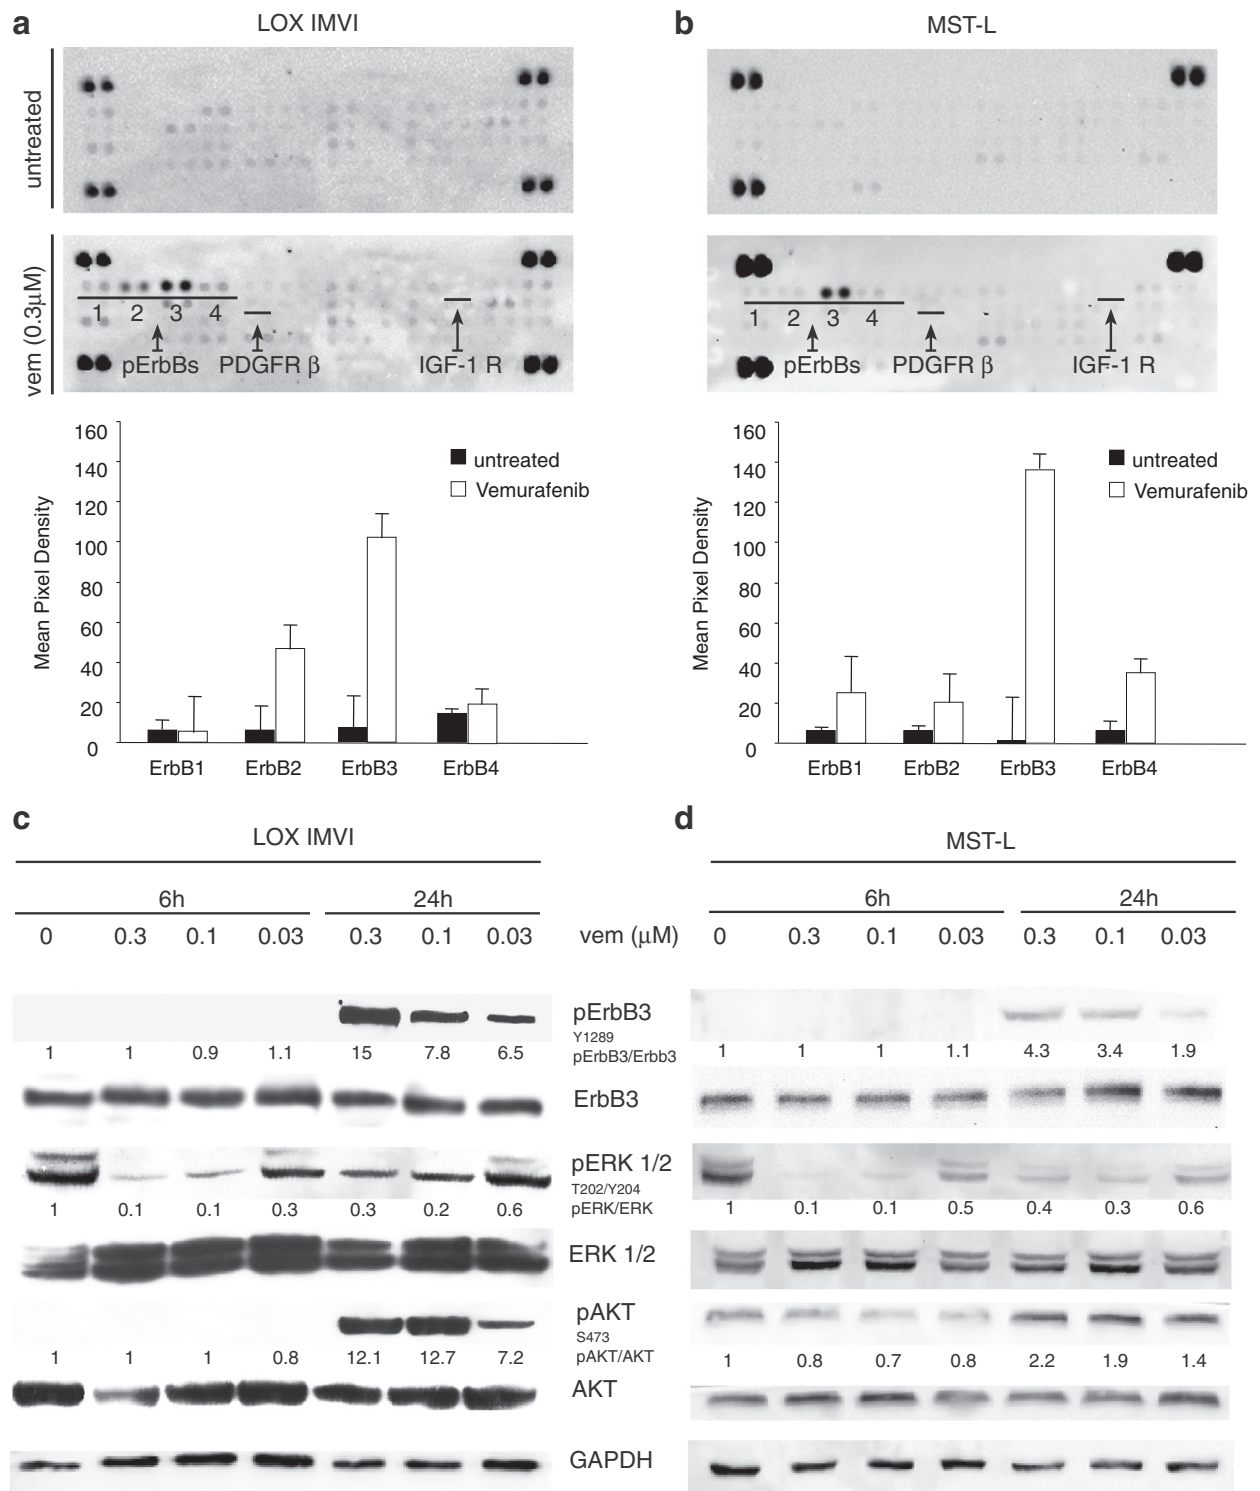 a
LOX IMVI
untreated
vem (0.3μM)
1 2 3 4
pErbBs PDGFR β IGF-1 R
160
140
120
100
80
60
40
20
0
Mean Pixel Density
untreated
Vemurafenib
ErbB1 ErbB2 ErbB3 ErbB4
b
MST-L
1 2 3 4
pErbBs PDGFR β IGF-1 R
160
140
120
100
80
60
40
20
0
Mean Pixel Density
untreated
Vemurafenib
ErbB1 ErbB2 ErbB3 ErbB4
c
LOX IMVI
6h 24h
0 0.3 0.1 0.03 0.3 0.1 0.03
vem (μM)
pErbB3
Y1289
1 1 0.9 1.1 15 7.8 6.5 pErbB3/Erbb3
ErbB3
pERK 1/2
T202/Y204
1 0.1 0.1 0.3 0.3 0.2 0.6 pERK/ERK
ERK 1/2
pAKT
S473
1 1 1 0.8 12.1 12.7 7.2 pAKT/AKT
AKT
GAPDH
d
MST-L
6h 24h
0 0.3 0.1 0.03 0.3 0.1 0.03
1 1 1 1.1 4.3 3.4 1.9
1 0.1 0.1 0.5 0.4 0.3 0.6
1 0.8 0.7 0.8 2.2 1.9 1.4